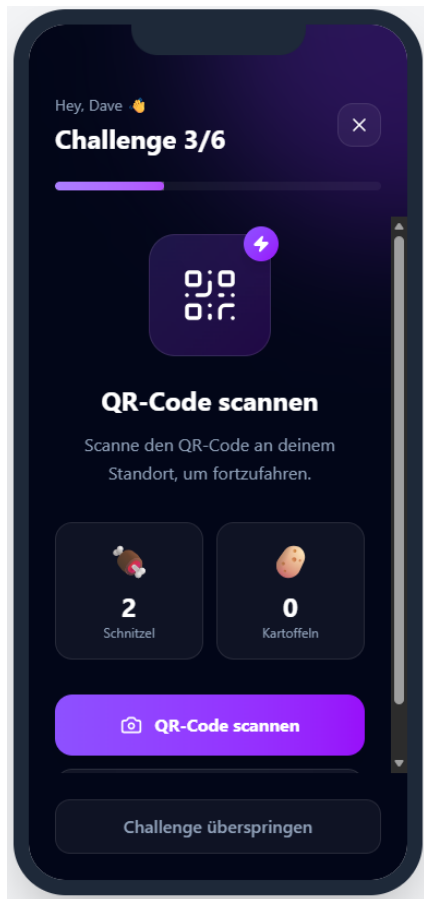 Hey, Dave 👋
Challenge 3/6
QR-Code scannen
Scanne den QR-Code an deinem
Standort, um fortzufahren.
2
Schnitzel
0
Kartoffeln
QR-Code scannen
Challenge überspringen